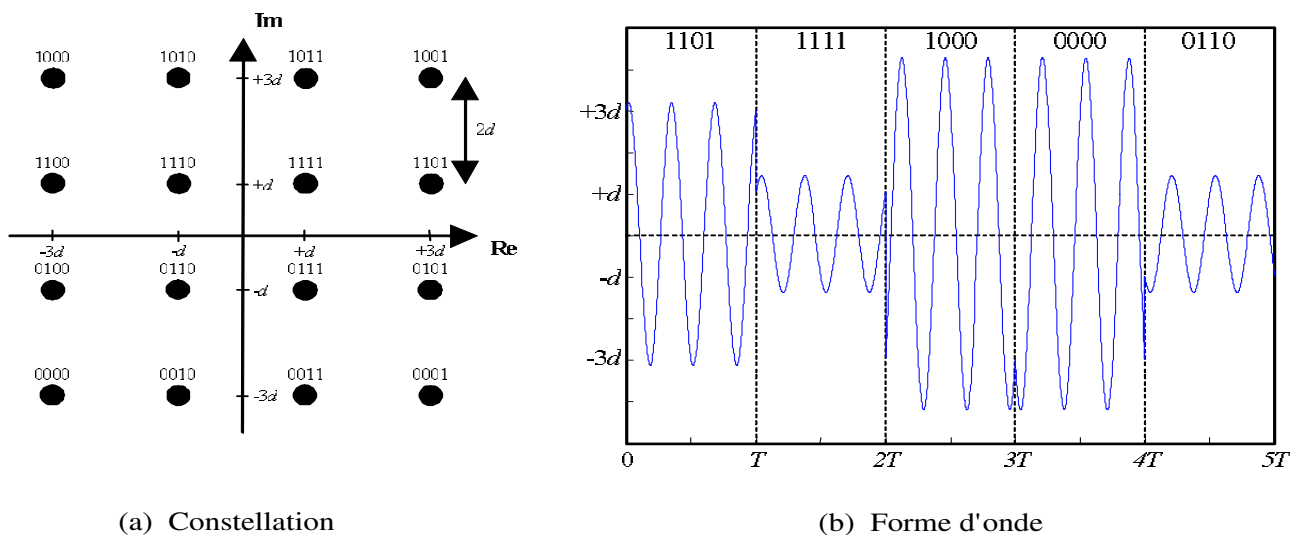 Im
1000 1010 1011 1001
+3d
2d
1100 1110 1111 1101
+d
-3d -d +d +3d Re
0100 0110 0111 0101
-d
0000 0010 0011 0001
-3d
(a) Constellation
1101 1111 1000 0000 0110
+3d
+d
-d
-3d
0 T 2T 3T 4T 5T
(b) Forme d'onde